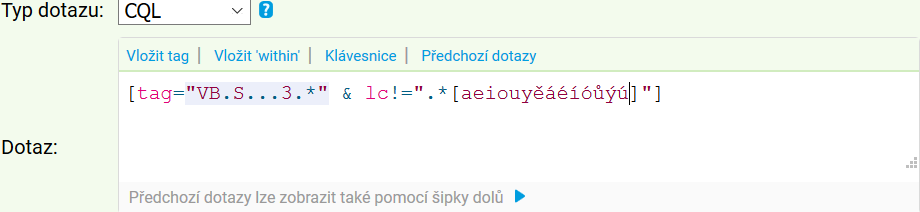 Typ dotazu: CQL ?
Vložit tag | Vložit 'within' | Klávesnice | Předchozí dotazy
[tag="VB.S...3.*" & lc!=".*[aeiouyěáéíóůýú]"]
Dotaz:
Předchozí dotazy lze zobrazit také pomocí šipky dolů